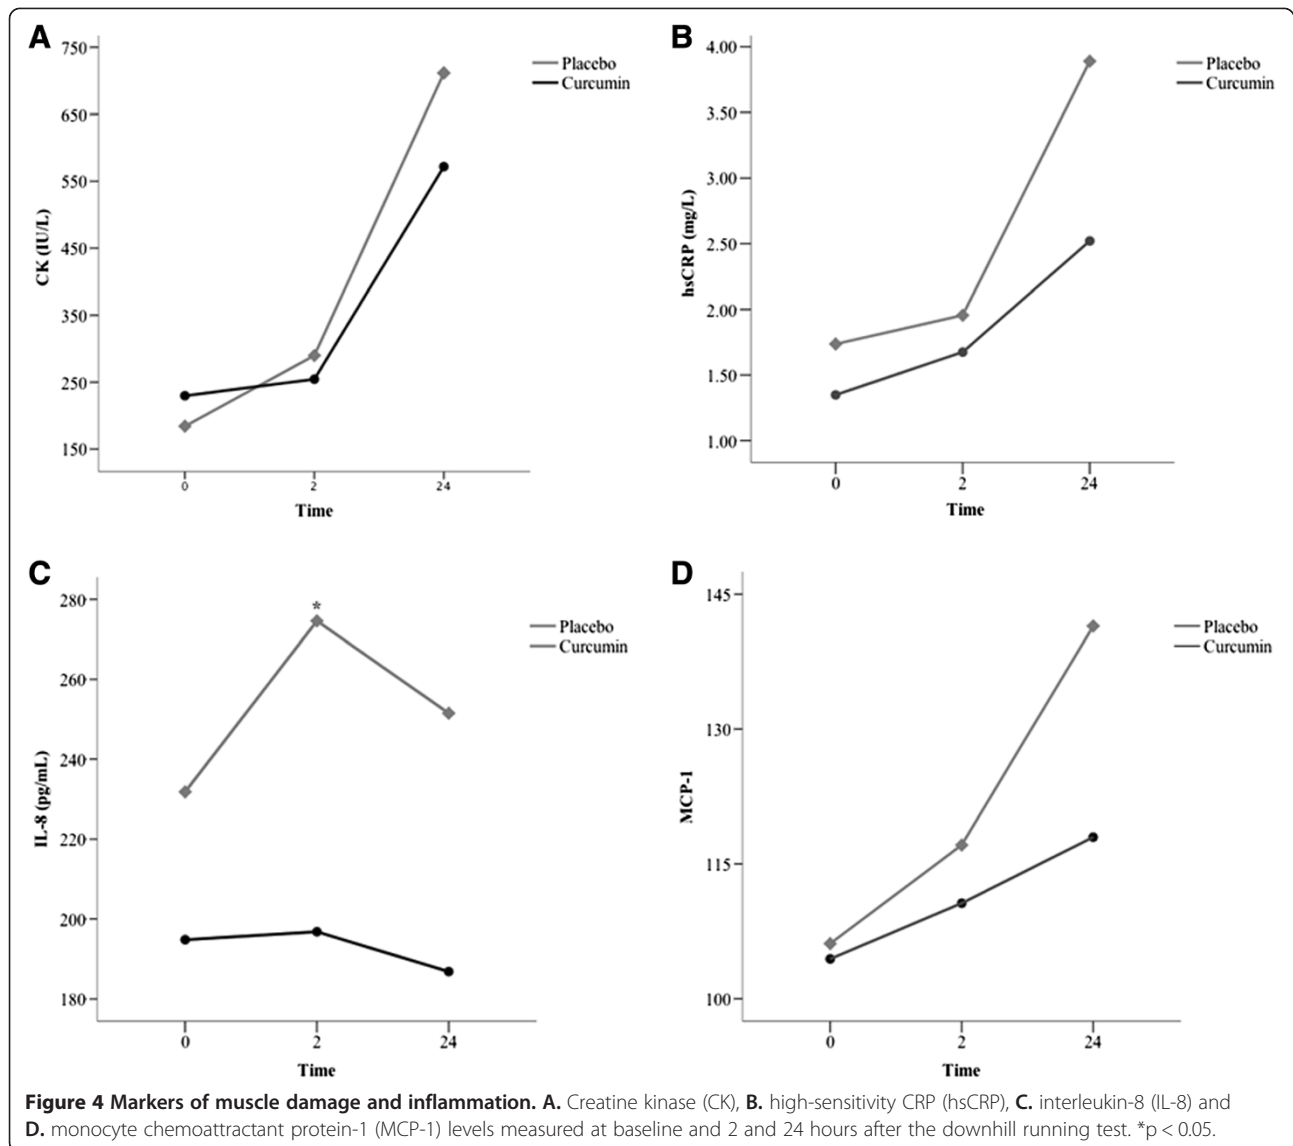 A
750
650
550
450
350
250
150
CK (IU/L)
0 2 24
Time
Placebo
Curcumin
B
4.00
3.50
3.00
2.50
2.00
1.50
1.00
hsCRP (mg/L)
0 2 24
Time
Placebo
Curcumin
C
280
260
240
220
200
180
IL-8 (pg/mL)
*
0 2 24
Time
Placebo
Curcumin
D
145
130
115
100
MCP-1
0 2 24
Time
Placebo
Curcumin
Figure 4 Markers of muscle damage and inflammation. A. Creatine kinase (CK), B. high-sensitivity CRP (hsCRP), C. interleukin-8 (IL-8) and
D. monocyte chemoattractant protein-1 (MCP-1) levels measured at baseline and 2 and 24 hours after the downhill running test. *p < 0.05.